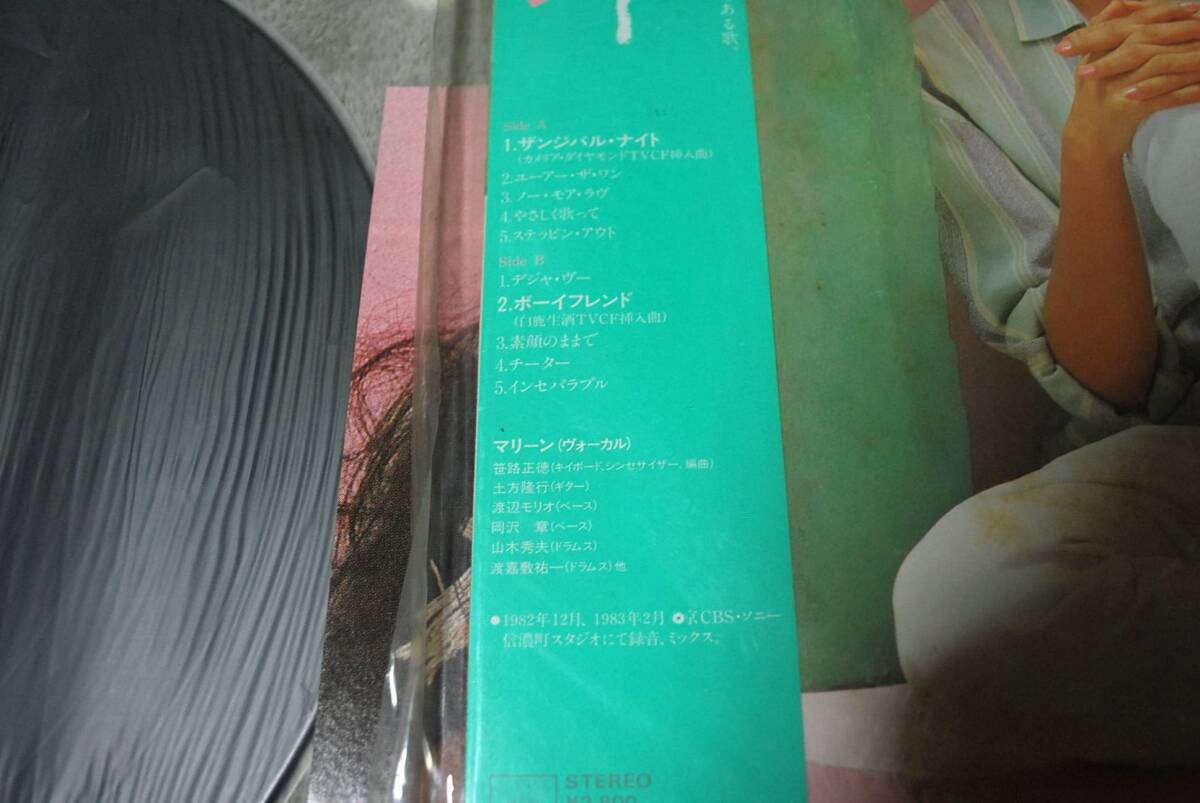 ある歌。
Side A
1.ザンジバル・ナイト
(カメリア・ダイヤモンドTVCF挿入曲)
2.ユーアー・ザ・ワン
3.ノー・モア・ラヴ
4.やさしく歌って
5.ステッピン・アウト
Side B
1.デジャ・ヴー
2.ボーイフレンド
(白鹿生酒TVCF挿入曲)
3.素顔のままで
4.チーター
5.インセパラブル
マリーン(ヴォーカル)
笹路正徳(キイボード、シンセサイザー、編曲)
土方隆行(ギター)
渡辺モリオ(ベース)
岡沢 章(ベース)
山木秀夫(ドラムス)
渡嘉敷祐一(ドラムス)他
●1982年12月、1983年2月 CBS・ソニー
信濃町スタジオにて録音、ミックス。
STEREO
¥2,800